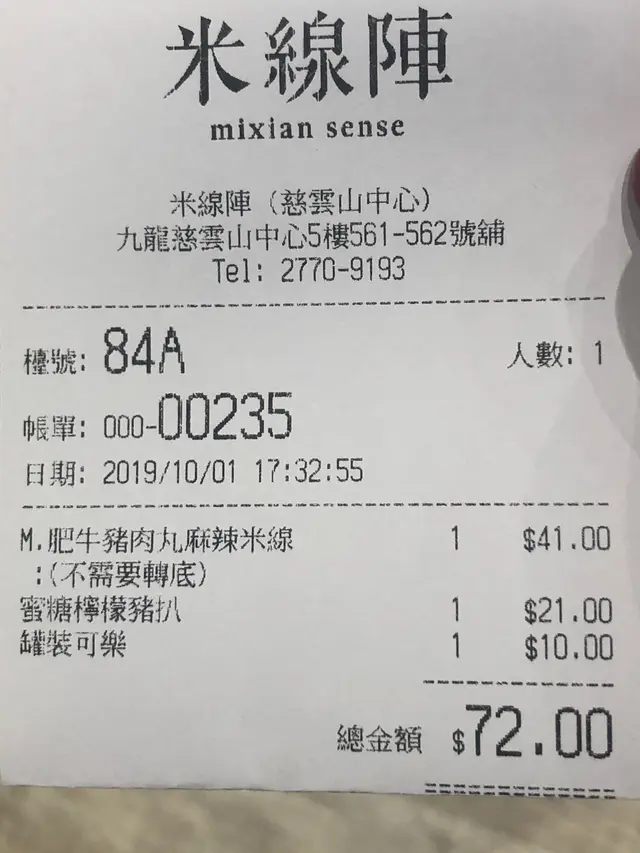 米線陣
mixian sense
米線陣 (慈雲山中心)
九龍慈雲山中心5樓561-562號舖
Tel: 2770-9193
檯號: 84A 人數: 1
帳單: 000-00235
日期: 2019/10/01 17:32:55
M.肥牛豬肉丸麻辣米線 1 $41.00
:(不需要轉底)
蜜糖檸檬豬扒 1 $21.00
罐裝可樂 1 $10.00
總金額 $72.00